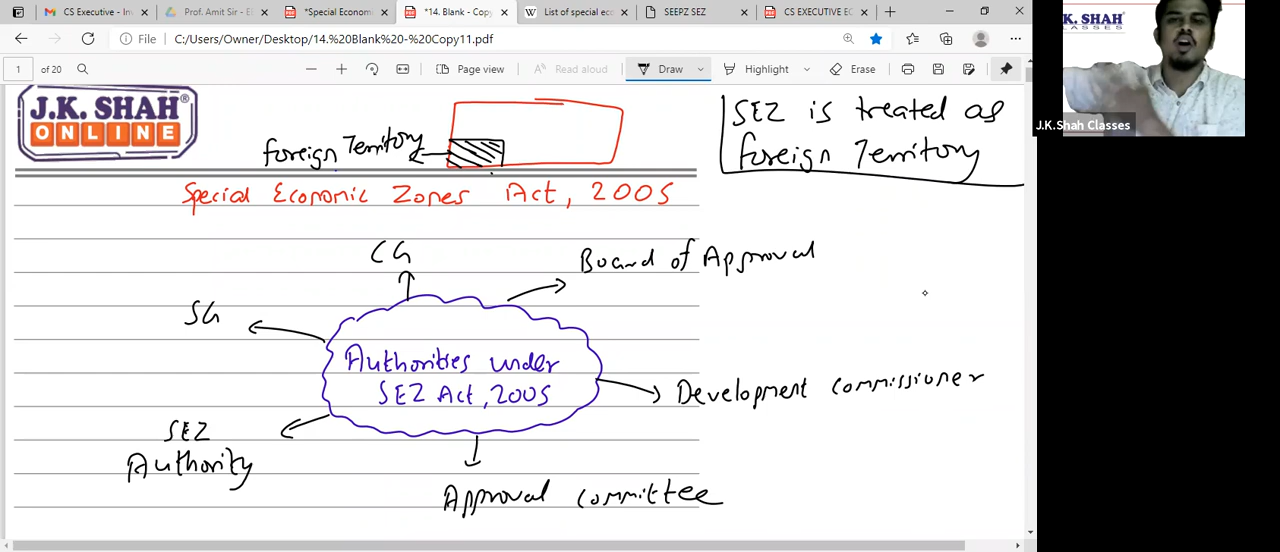 CS Executive - Inv
Prof. Amit Sir - E
*Special Econom
*14. Blank - Copy
List of special eco
SEEPZ SEZ
CS EXECUTIVE EC
File
C:/Users/Owner/Desktop/14.%20Blank%20-%20Copy11.pdf
1 of 20
Page view
Read aloud
Draw
Highlight
Erase
J.K. SHAH
ONLINE
Foreign Territory
SEZ is treated as
Foreign Territory
Special Economic Zones Act, 2005
CG
Board of Approval
SG
Authorities under
SEZ Act, 2005
Development commissioner
SEZ
Authority
Approval committee
K. SHAH
CLASSES
J.K.Shah Classes